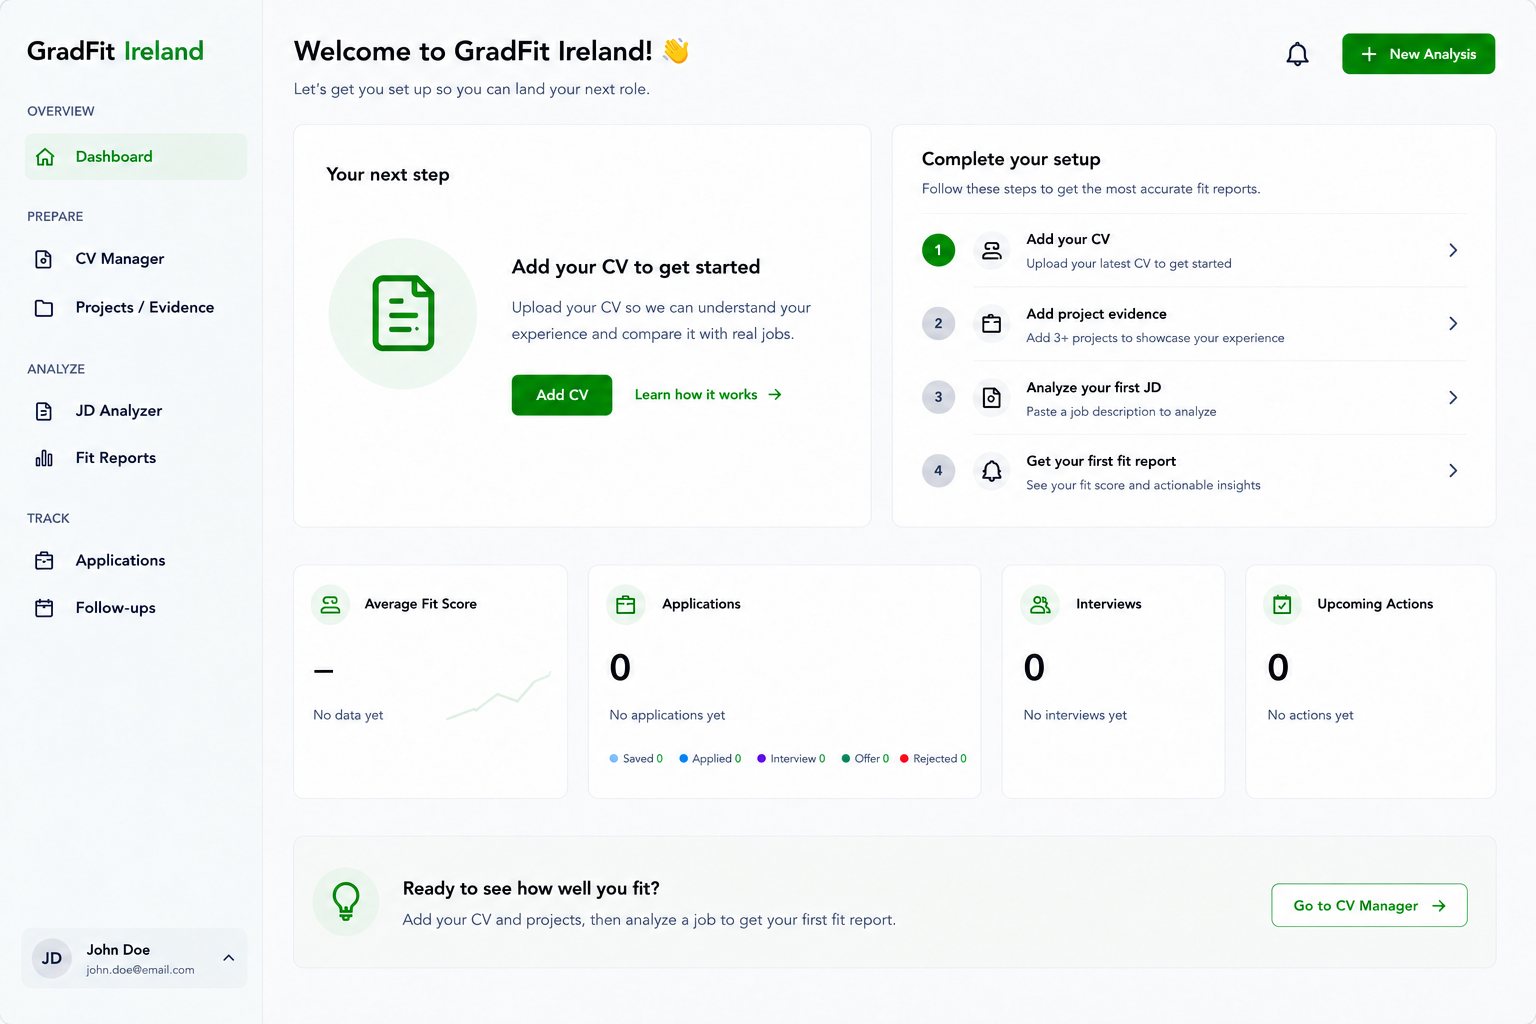 GradFit Ireland
OVERVIEW
Dashboard
PREPARE
CV Manager
Projects / Evidence
ANALYZE
JD Analyzer
Fit Reports
TRACK
Applications
Follow-ups
JD
John Doe
john.doe@email.com
Welcome to GradFit Ireland! 👋
Let's get you set up so you can land your next role.
+ New Analysis
Your next step
Add your CV to get started
Upload your CV so we can understand your
experience and compare it with real jobs.
Add CV
Learn how it works →
Complete your setup
Follow these steps to get the most accurate fit reports.
1
Add your CV
Upload your latest CV to get started
2
Add project evidence
Add 3+ projects to showcase your experience
3
Analyze your first JD
Paste a job description to analyze
4
Get your first fit report
See your fit score and actionable insights
Average Fit Score
–
No data yet
Applications
0
No applications yet
Saved 0 Applied 0 Interview 0 Offer 0 Rejected 0
Interviews
0
No interviews yet
Upcoming Actions
0
No actions yet
Ready to see how well you fit?
Add your CV and projects, then analyze a job to get your first fit report.
Go to CV Manager →